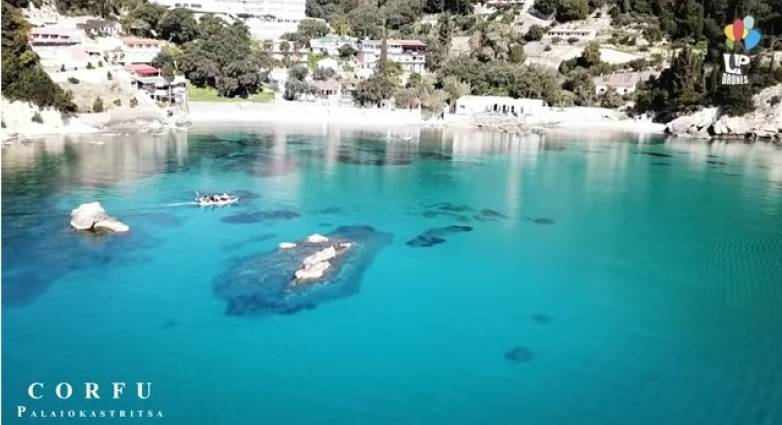 UP
DRONES
CORFU
PALAIOKASTRITSA